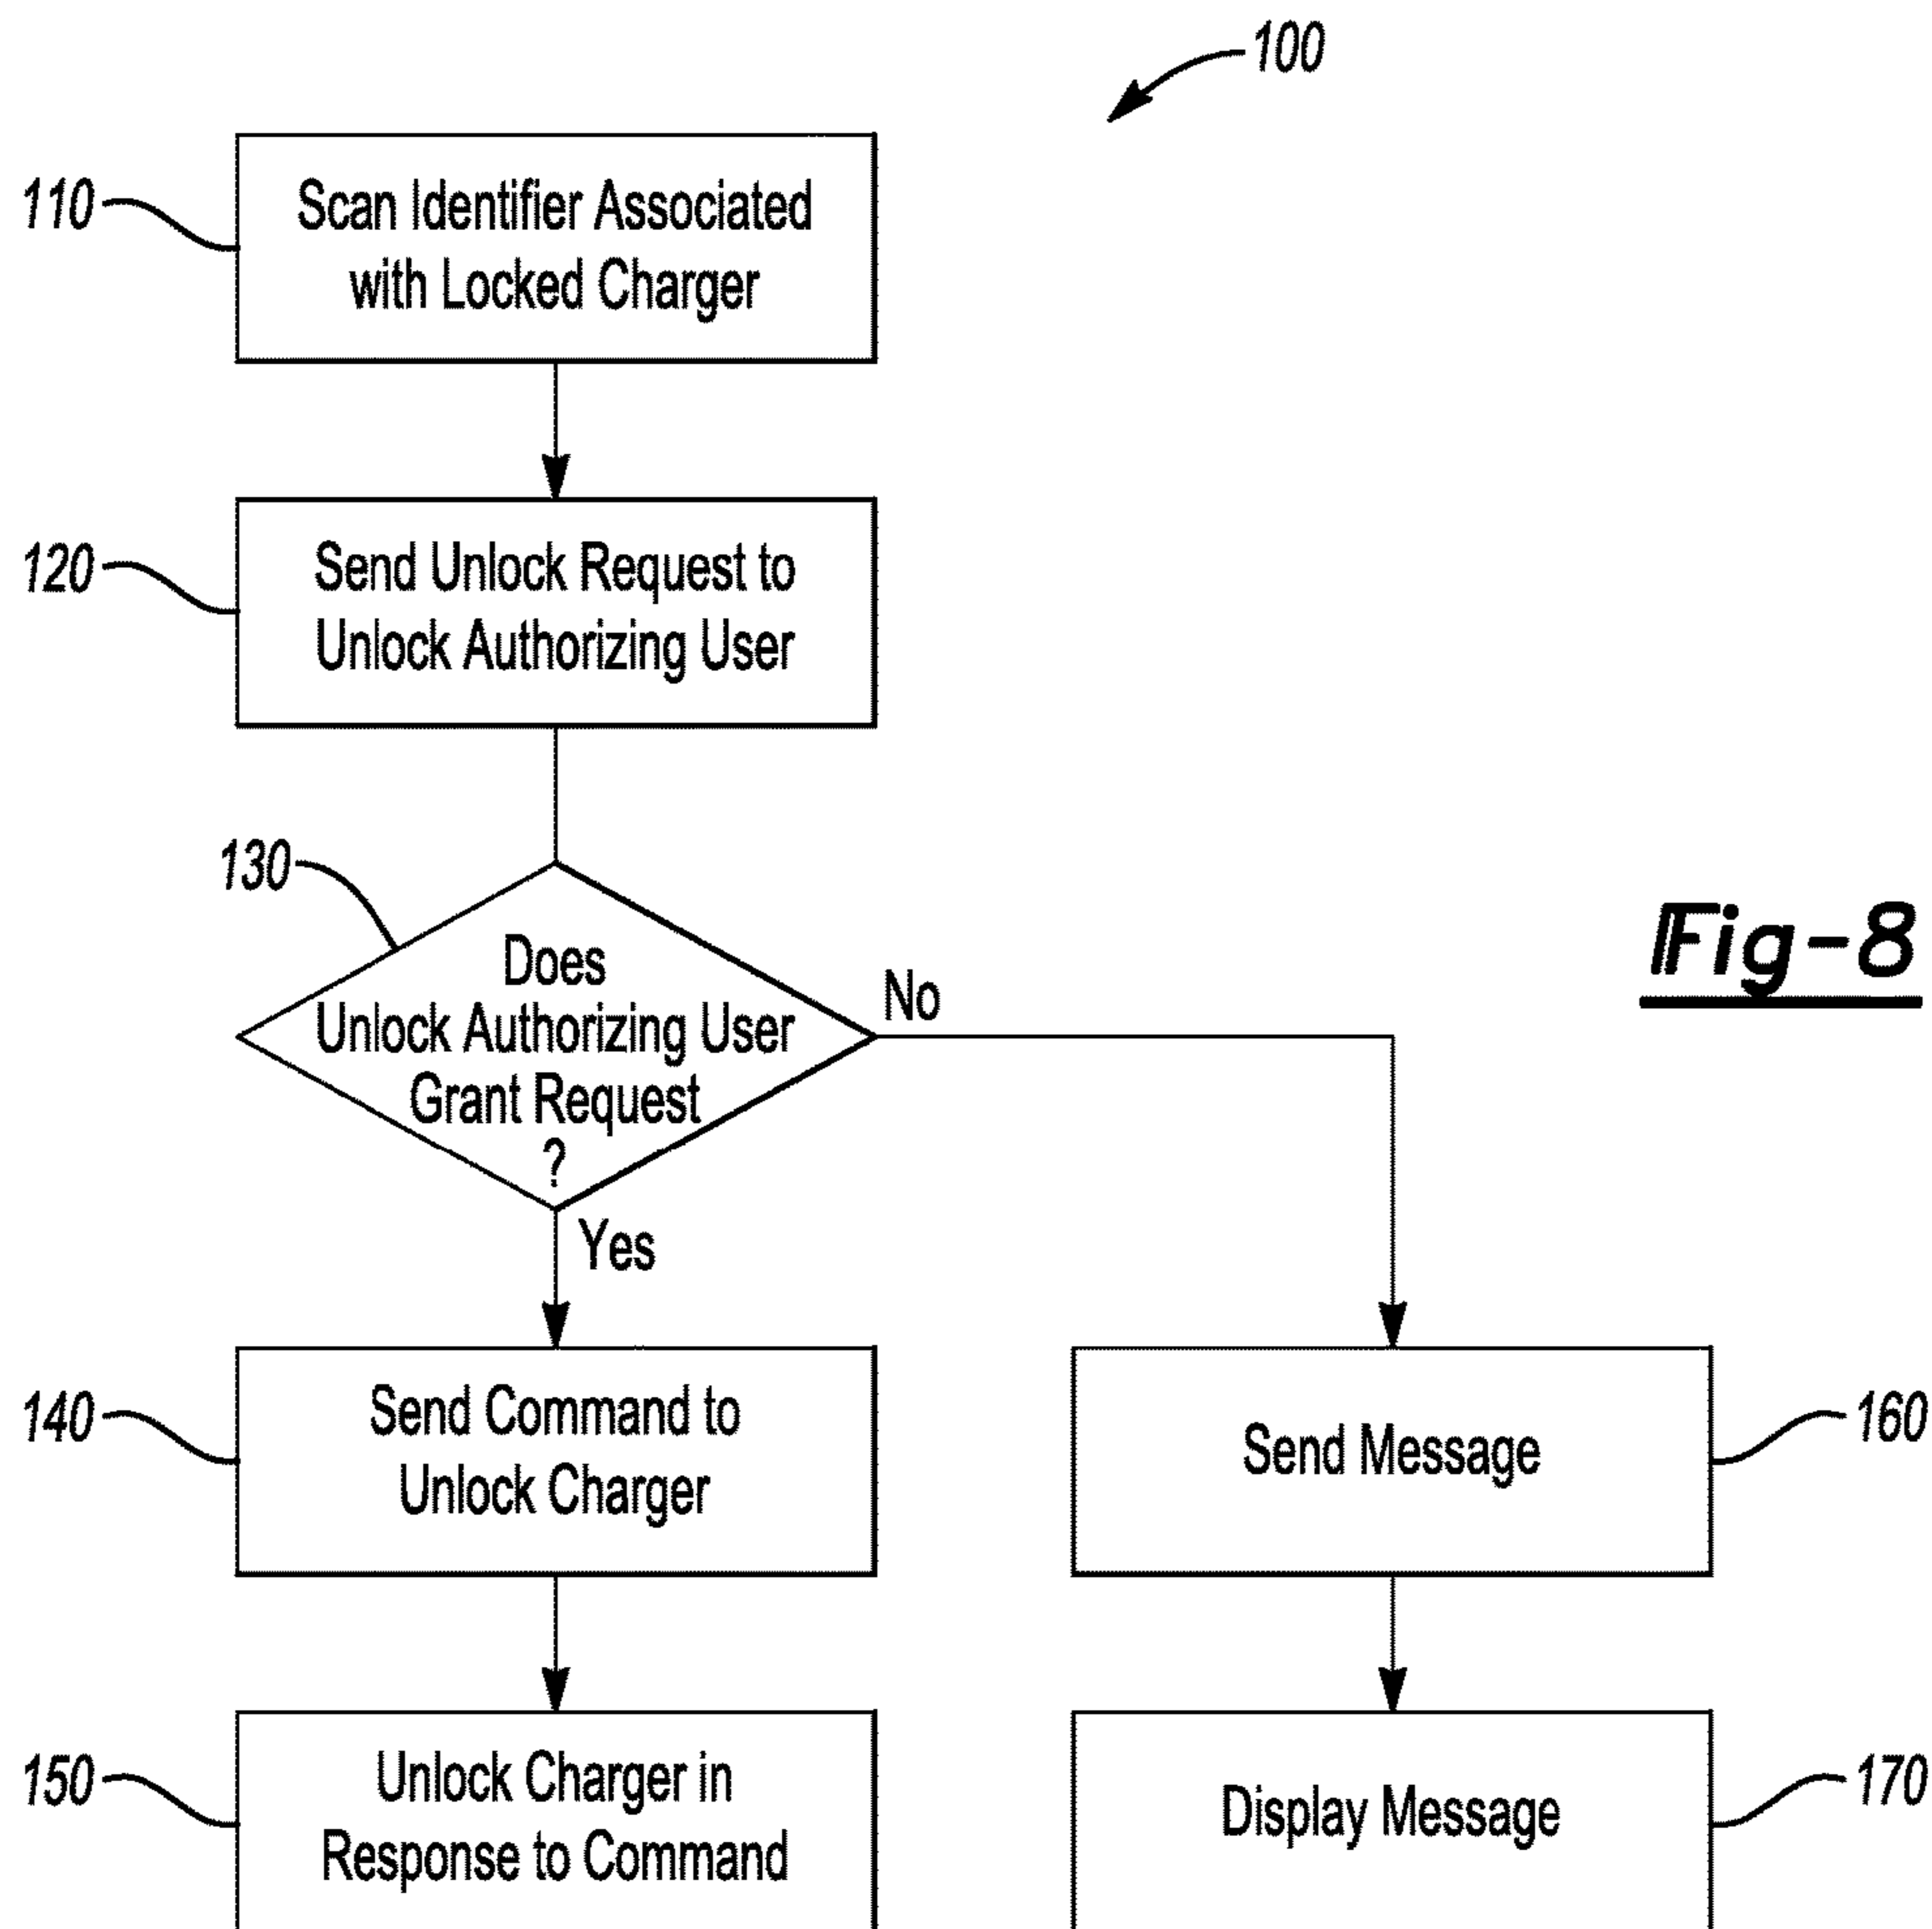 100
110
Scan Identifier Associated
with Locked Charger
120
Send Unlock Request to
Unlock Authorizing User
130
Does
Unlock Authorizing User
Grant Request
?
No
Yes
Fig-8
140
Send Command to
Unlock Charger
160
Send Message
150
Unlock Charger in
Response to Command
170
Display Message